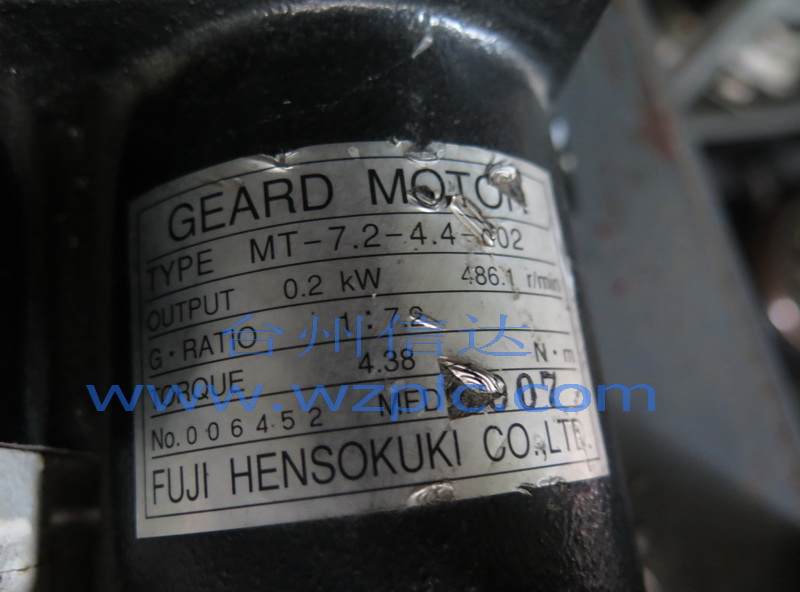 GEARD MOTOR
TYPE MT-7.2-4.4-002
OUTPUT 0.2 kW 486.1 r/min
G·RATIO 1:7.2
台州信达
TORQUE 4.38 N·m
www.wzplc.com
No.006452 MFD 007
FUJI HENSOKUKI CO.,LTD.